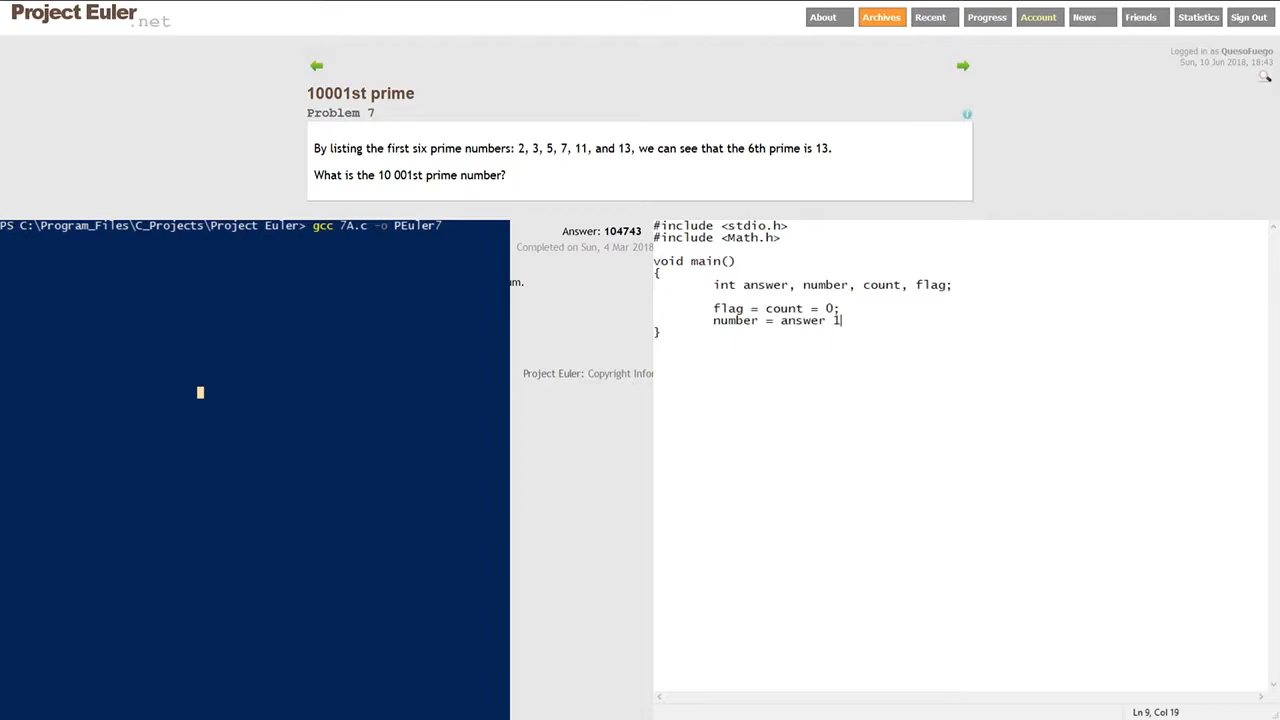 Project Euler
.net
About Archives Recent Progress Account News Friends Statistics Sign Out
Logged in as QuesoFuego
Sun, 10 Jun 2018, 18:43
10001st prime
Problem 7
By listing the first six prime numbers: 2, 3, 5, 7, 11, and 13, we can see that the 6th prime is 13.
What is the 10 001st prime number?
PS C:\Program_Files\C_Projects\Project Euler> gcc 7A.c -o PEuler7
Answer: 104743
Completed on Sun, 4 Mar 2018
um.
Project Euler: Copyright Infor
#include <stdio.h>
#include <Math.h>
void main()
{
int answer, number, count, flag;
flag = count = 0;
number = answer 1
}
Ln 9, Col 19